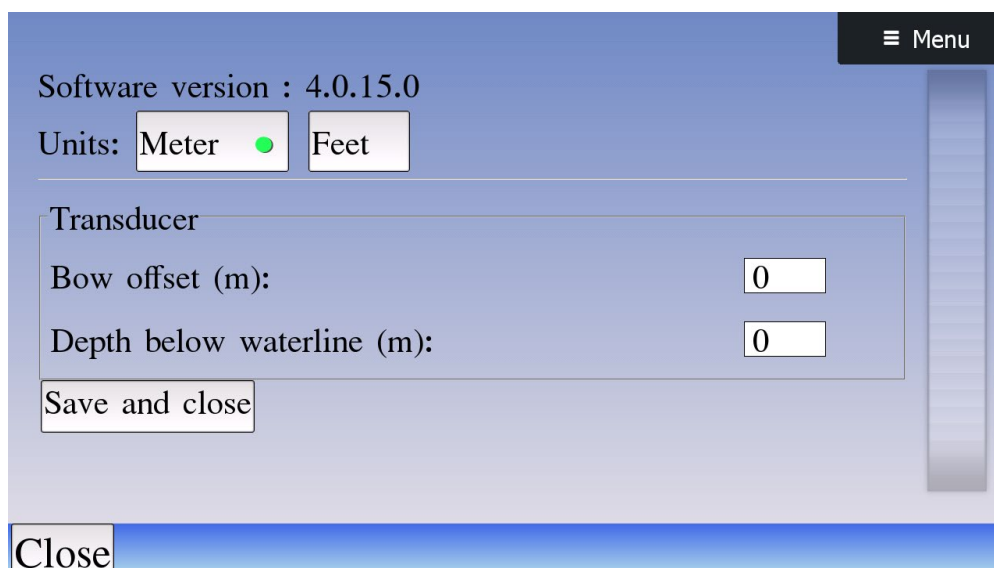 ≡ Menu
Software version : 4.0.15.0
Units: Meter Feet
Transducer
Bow offset (m): 0
Depth below waterline (m): 0
Save and close
Close